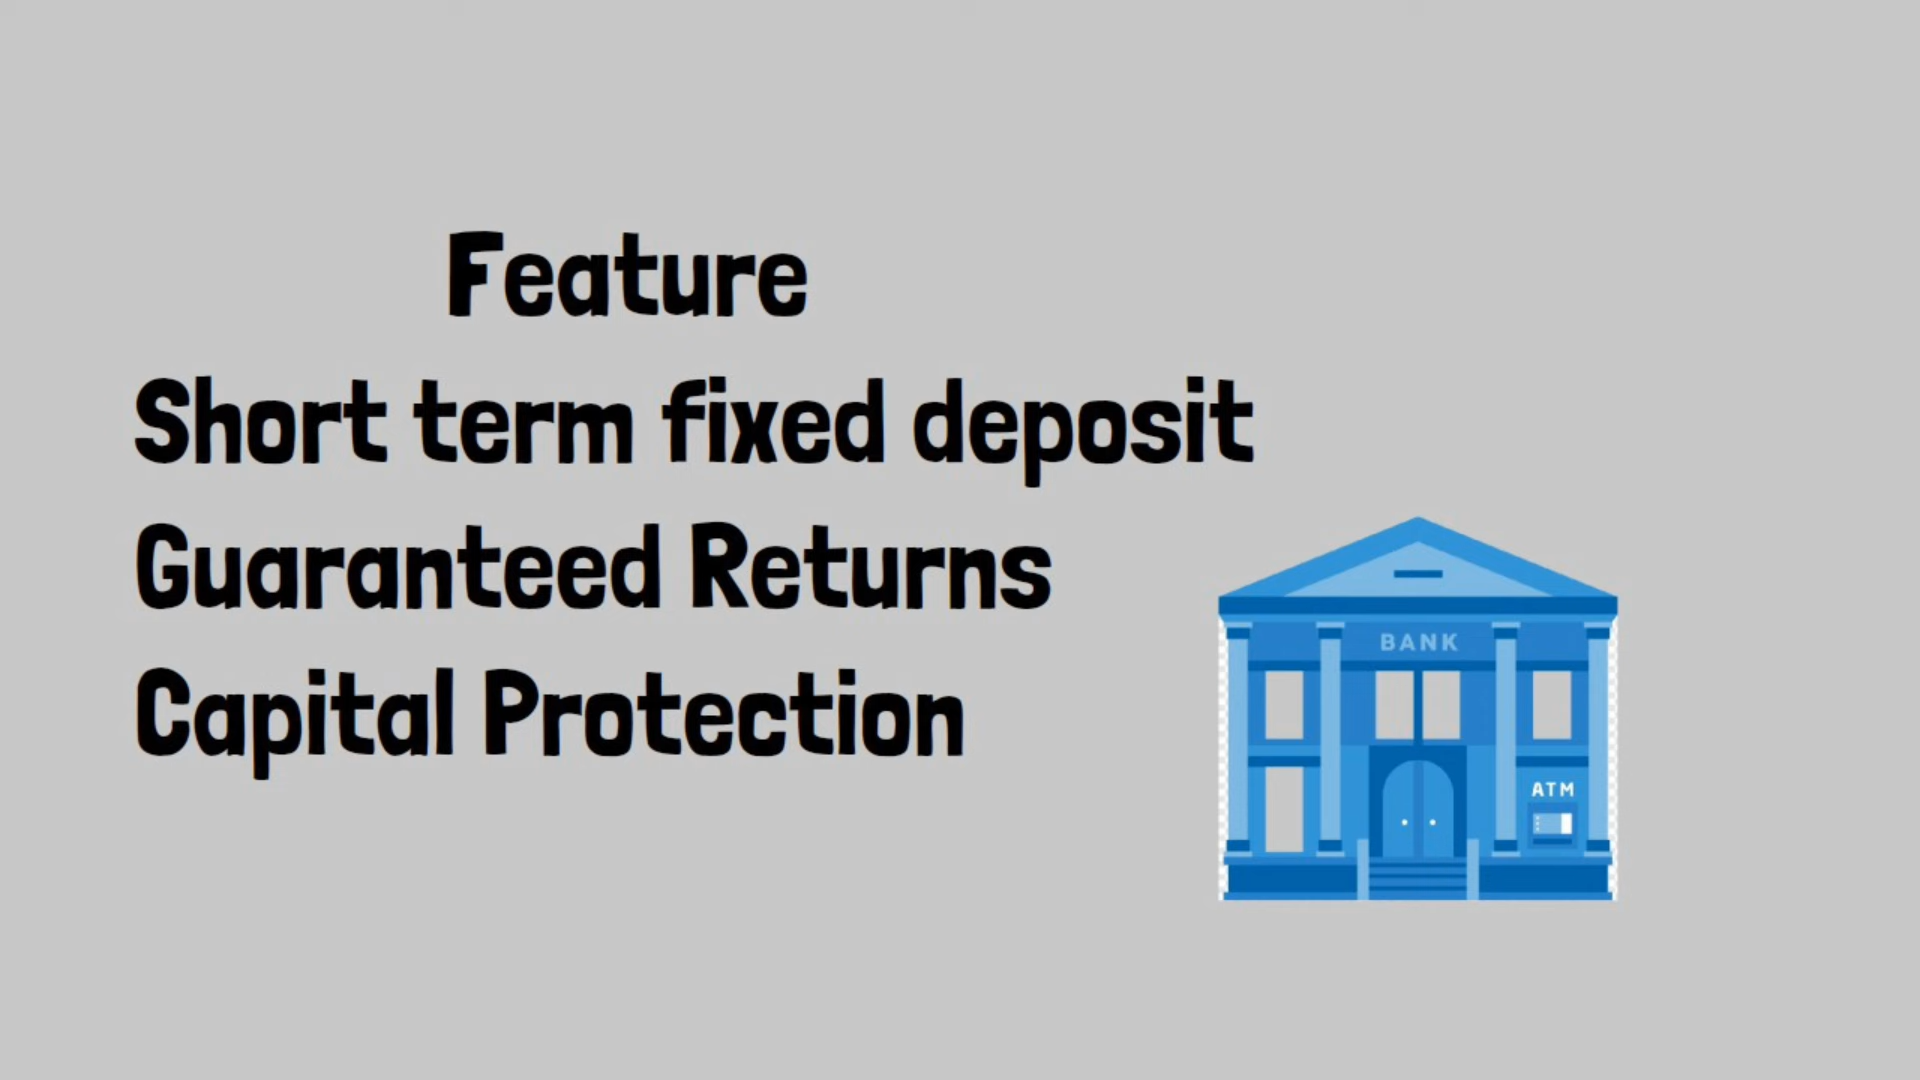 Feature
Short term fixed deposit
Guaranteed Returns
Capital Protection
BANK
ATM